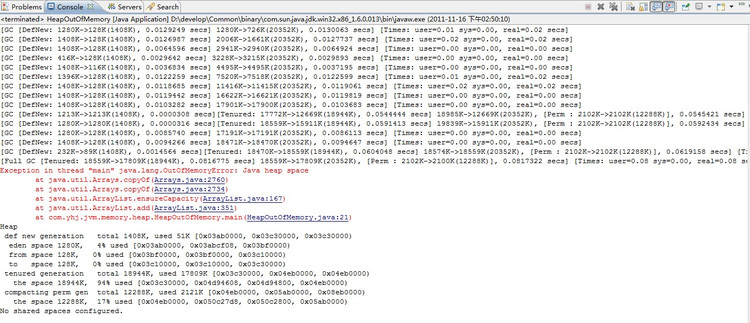 Problems @ Javadoc Declaration Console Servers
<terminated> HeapOutOfMemory [Java Application] D:\develop\Common\binary\com.sun.java.jdk.win32.x86_1.6.0.013\bin\javaw.exe (2011-11-16 下午02:50:10)
[GC [DefNew: 1280K->128K(1408K), 0.0129249 secs] 1280K->726K(20352K), 0.0130063 secs] [Times: user=0.01 sys=0.00, real=0.02 secs]
[GC [DefNew: 1408K->128K(1408K), 0.0126987 secs] 2006K->1661K(20352K), 0.0127732 secs] [Times: user=0.02 sys=0.00, real=0.02 secs]
[GC [DefNew: 1408K->128K(1408K), 0.0064596 secs] 2941K->2940K(20352K), 0.0064924 secs] [Times: user=0.02 sys=0.00, real=0.00 secs]
[GC [DefNew: 416K->128K(1408K), 0.0029642 secs] 3228K->3215K(20352K), 0.0029893 secs] [Times: user=0.00 sys=0.00, real=0.00 secs]
[GC [DefNew: 1408K->128K(1408K), 0.0036834 secs] 4495K->4495K(20352K), 0.0037195 secs] [Times: user=0.00 sys=0.00, real=0.00 secs]
[GC [DefNew: 1396K->128K(1408K), 0.0122259 secs] 7520K->7518K(20352K), 0.0122599 secs] [Times: user=0.01 sys=0.00, real=0.02 secs]
[GC [DefNew: 1408K->128K(1408K), 0.0118685 secs] 11416K->11415K(20352K), 0.0119061 secs] [Times: user=0.02 sys=0.00, real=0.02 secs]
[GC [DefNew: 1408K->128K(1408K), 0.0119442 secs] 16622K->16621K(20352K), 0.0119819 secs] [Times: user=0.00 sys=0.00, real=0.00 secs]
[GC [DefNew: 1408K->128K(1408K), 0.0103282 secs] 17901K->17900K(20352K), 0.0103683 secs] [Times: user=0.00 sys=0.00, real=0.00 secs]
[GC [DefNew: 1213K->1213K(1408K), 0.0000308 secs][Tenured: 17772K->12669K(18944K), 0.0544444 secs] 18985K->12669K(20352K), [Perm : 2102K->2102K(12288K)], 0.0545421 secs]
[GC [DefNew: 1280K->1280K(1408K), 0.0000316 secs][Tenured: 18559K->15911K(18944K), 0.0591413 secs] 19839K->15911K(20352K), [Perm : 2102K->2102K(12288K)], 0.0592434 secs]
[GC [DefNew: 1280K->128K(1408K), 0.0085740 secs] 17191K->17191K(20352K), 0.0086113 secs] [Times: user=0.00 sys=0.00, real=0.00 secs]
[GC [DefNew: 1408K->128K(1408K), 0.0094266 secs] 18471K->18470K(20352K), 0.0094647 secs] [Times: user=0.00 sys=0.00, real=0.00 secs]
[GC [DefNew: 232K->89K(1408K), 0.0014564 secs][Tenured: 18470K->18559K(18944K), 0.0604048 secs] 18574K->18559K(20352K), [Perm : 2102K->2102K(12288K)], 0.0619158 secs] [T
[Full GC [Tenured: 18559K->17809K(18944K), 0.0816775 secs] 18559K->17809K(20352K), [Perm : 2102K->2100K(12288K)], 0.0817322 secs] [Times: user=0.08 sys=0.00, real=0.08 s
Exception in thread "main" java.lang.OutOfMemoryError: Java heap space
at java.util.Arrays.copyOf(Arrays.java:2760)
at java.util.Arrays.copyOf(Arrays.java:2734)
at java.util.ArrayList.ensureCapacity(ArrayList.java:167)
at java.util.ArrayList.add(ArrayList.java:351)
at com.yhj.jvm.memory.heap.HeapOutOfMemory.main(HeapOutOfMemory.java:21)
Heap
def new generation total 1408K, used 51K [0x03ab0000, 0x03c30000, 0x03c30000)
eden space 1280K, 4% used [0x03ab0000, 0x03abcf08, 0x03bf0000)
from space 128K, 0% used [0x03bf0000, 0x03bf0000, 0x03c10000)
to space 128K, 0% used [0x03c10000, 0x03c10000, 0x03c30000)
tenured generation total 18944K, used 17809K [0x03c30000, 0x04eb0000, 0x04eb0000)
the space 18944K, 94% used [0x03c30000, 0x04d94608, 0x04d94800, 0x04eb0000)
compacting perm gen total 12288K, used 2121K [0x04eb0000, 0x05ab0000, 0x08eb0000)
the space 12288K, 17% used [0x04eb0000, 0x050c27d8, 0x050c2800, 0x05ab0000)
No shared spaces configured.